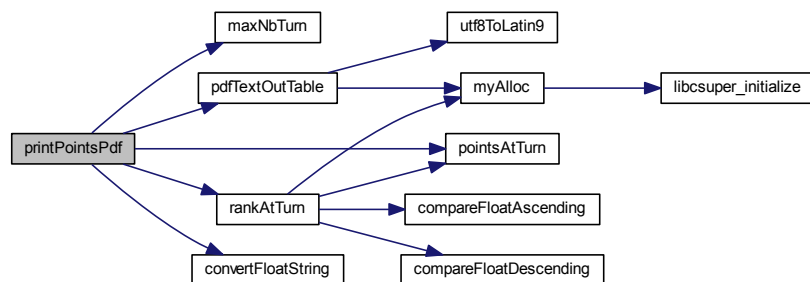 maxNbTurn
utf8ToLatin9
pdfTextOutTable
myAlloc
libcsuper_initialize
printPointsPdf
pointsAtTurn
rankAtTurn
compareFloatAscending
convertFloatString
compareFloatDescending